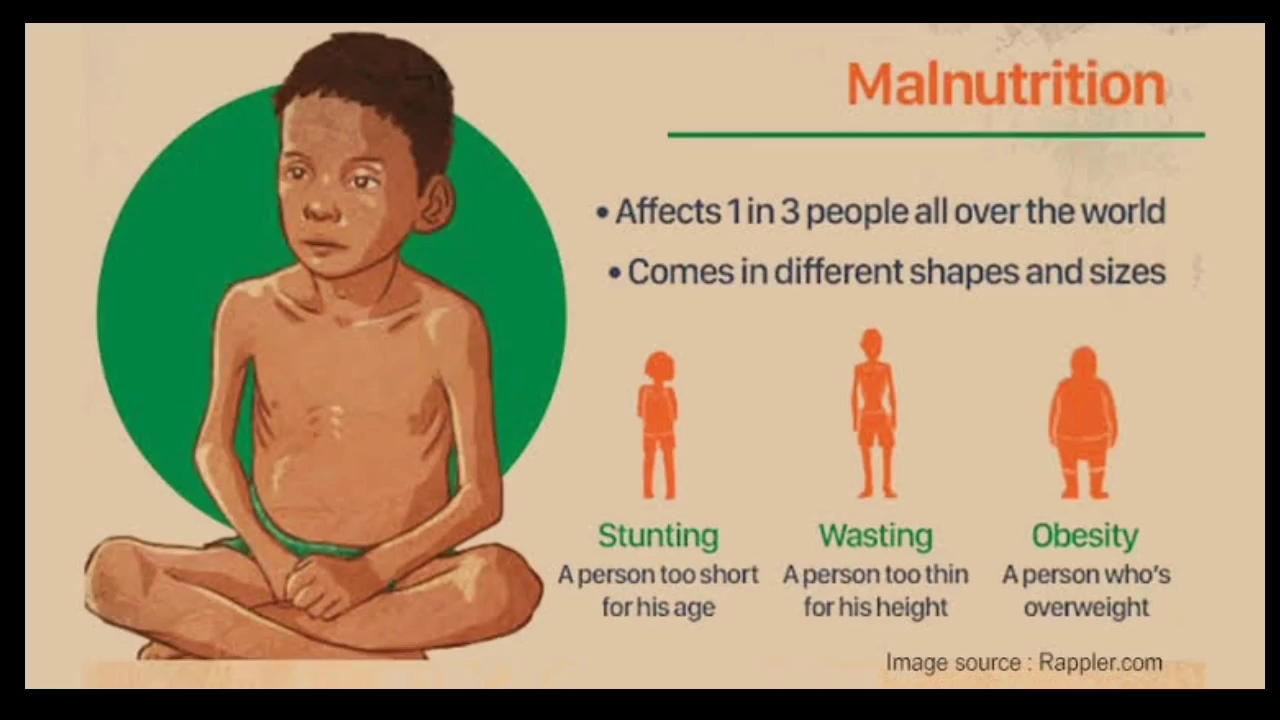 Malnutrition
• Affects 1 in 3 people all over the world
• Comes in different shapes and sizes
Stunting
A person too short
for his age
Wasting
A person too thin
for his height
Obesity
A person who's
overweight
Image source : Rappler.com